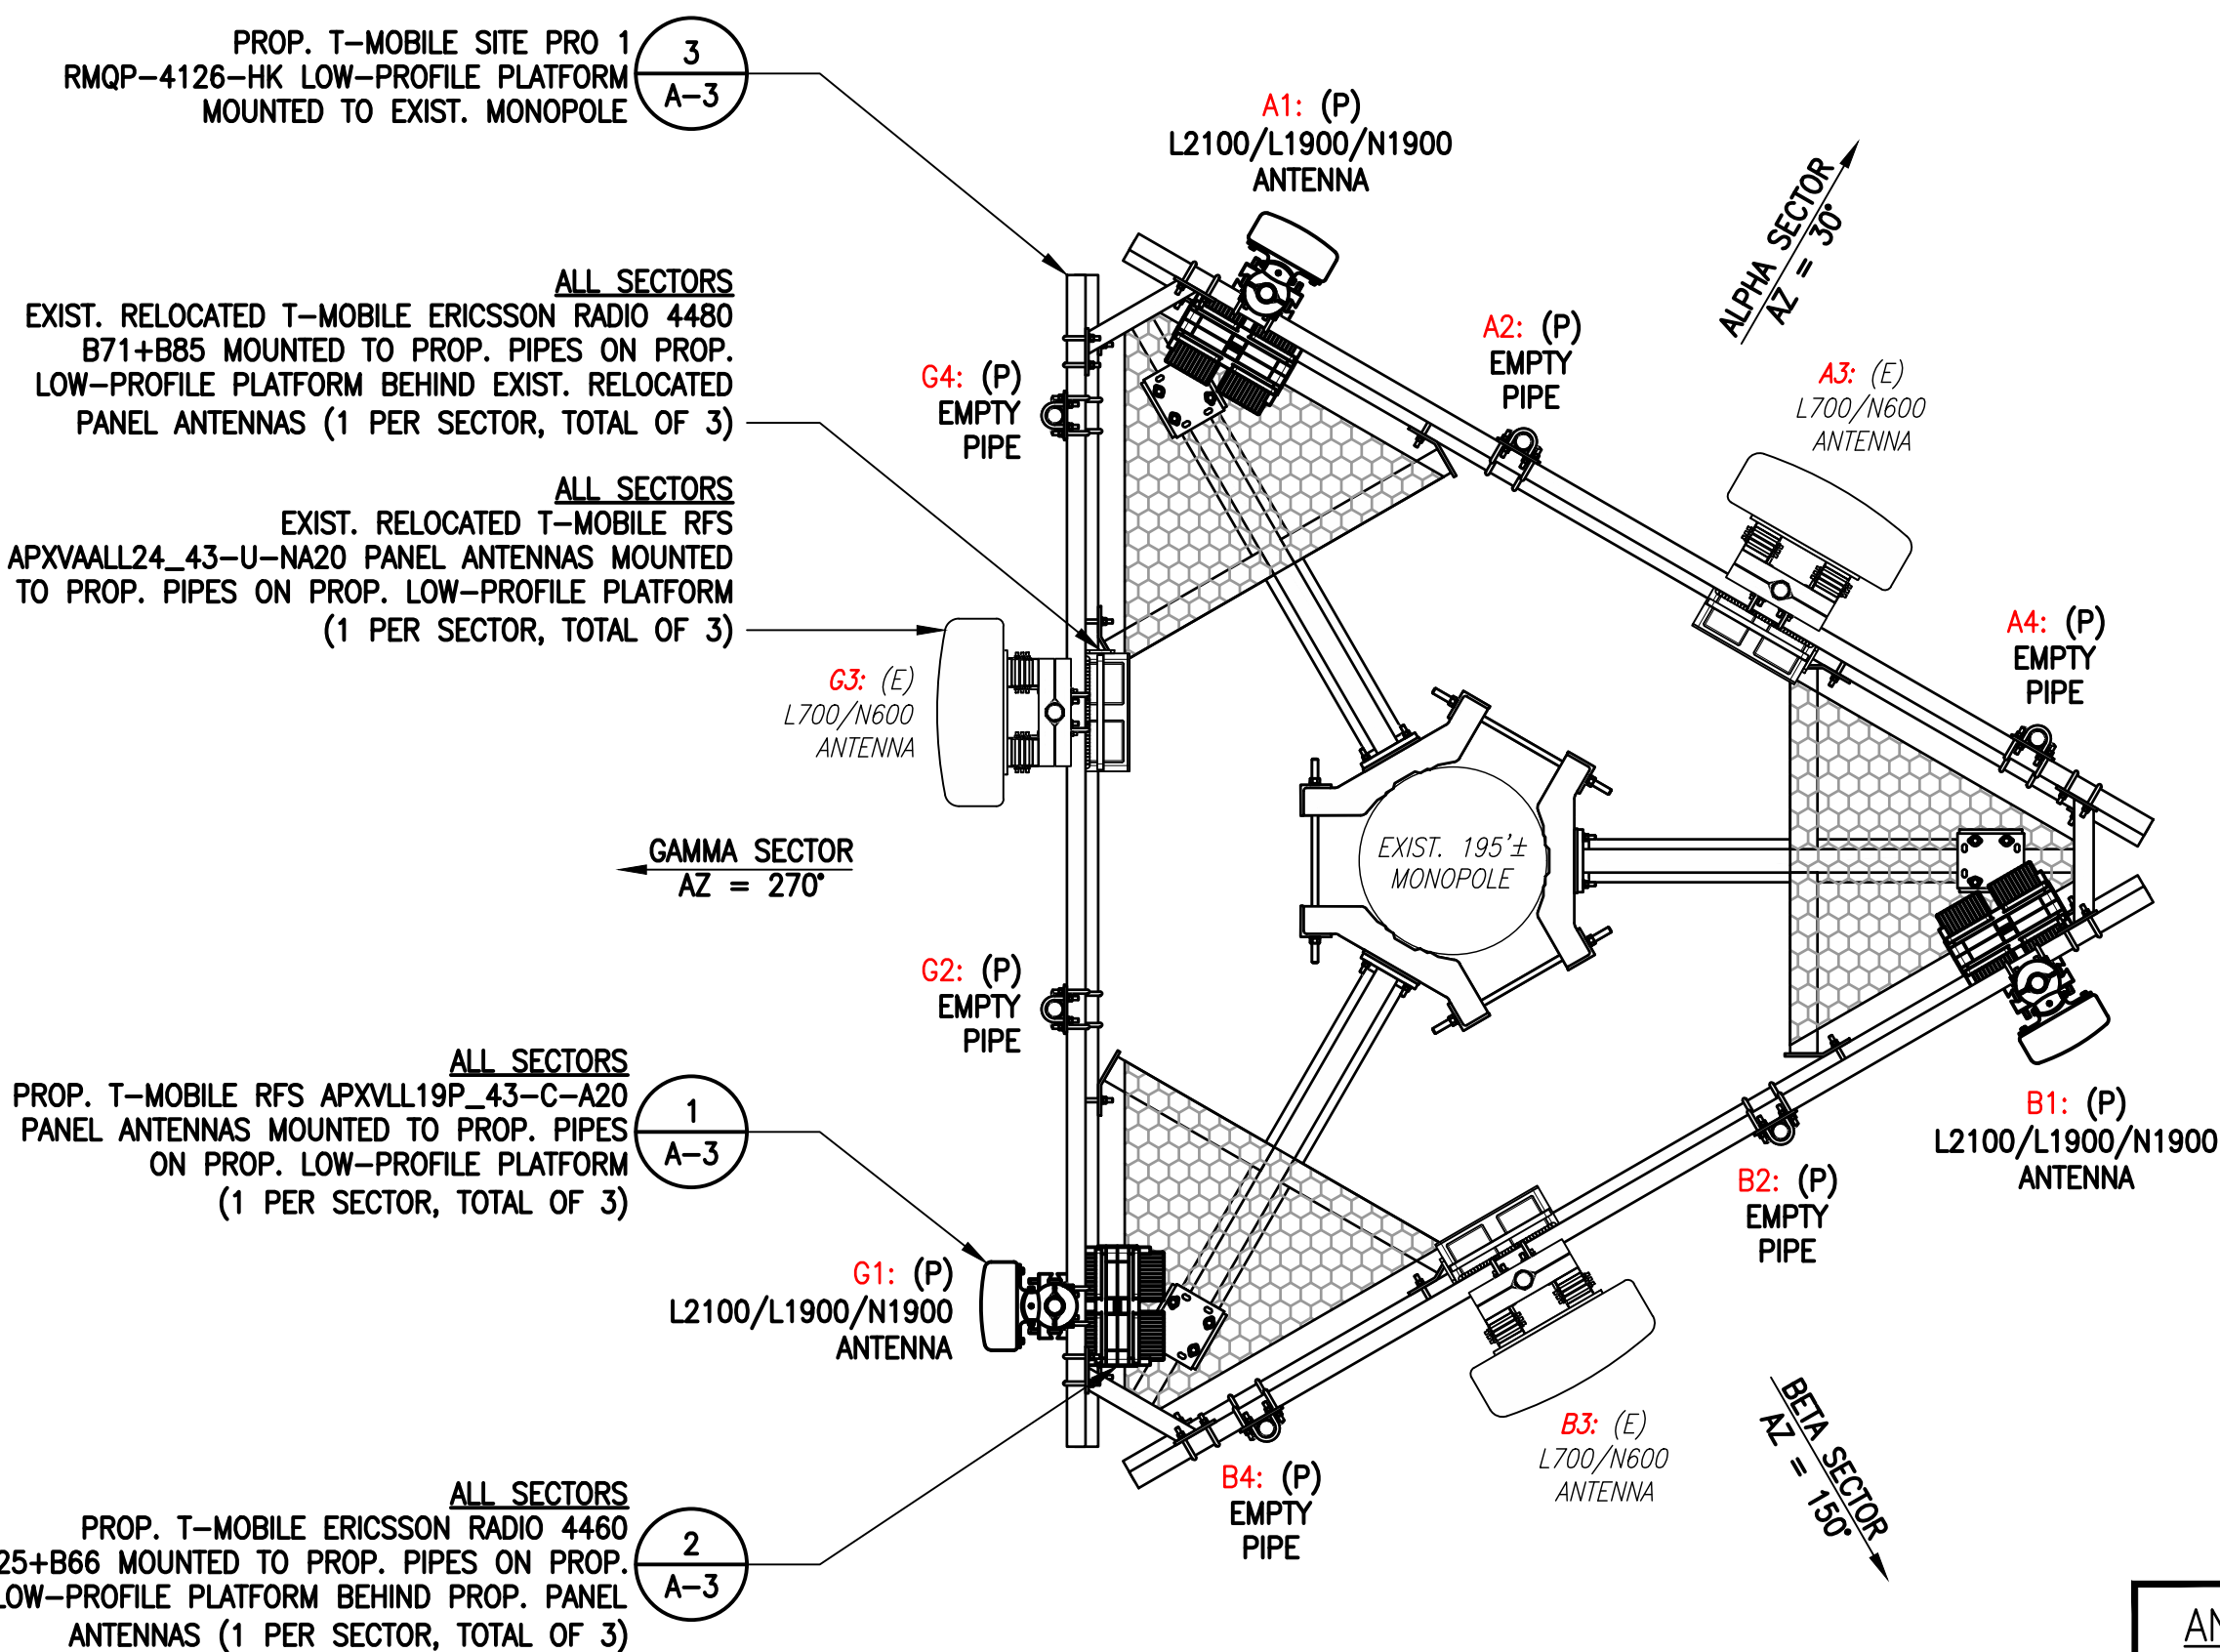 PROP. T-MOBILE SITE PRO 1
RMQP-4126-HK LOW-PROFILE PLATFORM
MOUNTED TO EXIST. MONOPOLE
3
A-3
ALL SECTORS
EXIST. RELOCATED T-MOBILE ERICSSON RADIO 4480
B71+B85 MOUNTED TO PROP. PIPES ON PROP.
LOW-PROFILE PLATFORM BEHIND EXIST. RELOCATED
PANEL ANTENNAS (1 PER SECTOR, TOTAL OF 3)
ALL SECTORS
EXIST. RELOCATED T-MOBILE RFS
APXVAALL24_43-U-NA20 PANEL ANTENNAS MOUNTED
TO PROP. PIPES ON PROP. LOW-PROFILE PLATFORM
(1 PER SECTOR, TOTAL OF 3)
A1: (P)
L2100/L1900/N1900
ANTENNA
ALPHA SECTOR
AZ = 30°
A2: (P)
EMPTY
PIPE
A3: (E)
L700/N600
ANTENNA
G4: (P)
EMPTY
PIPE
A4: (P)
EMPTY
PIPE
G3: (E)
L700/N600
ANTENNA
GAMMA SECTOR
AZ = 270°
EXIST. 195'±
MONOPOLE
G2: (P)
EMPTY
PIPE
ALL SECTORS
PROP. T-MOBILE RFS APXVLL19P_43-C-A20
PANEL ANTENNAS MOUNTED TO PROP. PIPES
ON PROP. LOW-PROFILE PLATFORM
(1 PER SECTOR, TOTAL OF 3)
1
A-3
B1: (P)
L2100/L1900/N1900
ANTENNA
B2: (P)
EMPTY
PIPE
G1: (P)
L2100/L1900/N1900
ANTENNA
B3: (E)
L700/N600
ANTENNA
BETA SECTOR
AZ = 150°
B4: (P)
EMPTY
PIPE
ALL SECTORS
PROP. T-MOBILE ERICSSON RADIO 4460
25+B66 MOUNTED TO PROP. PIPES ON PROP.
LOW-PROFILE PLATFORM BEHIND PROP. PANEL
ANTENNAS (1 PER SECTOR, TOTAL OF 3)
2
A-3